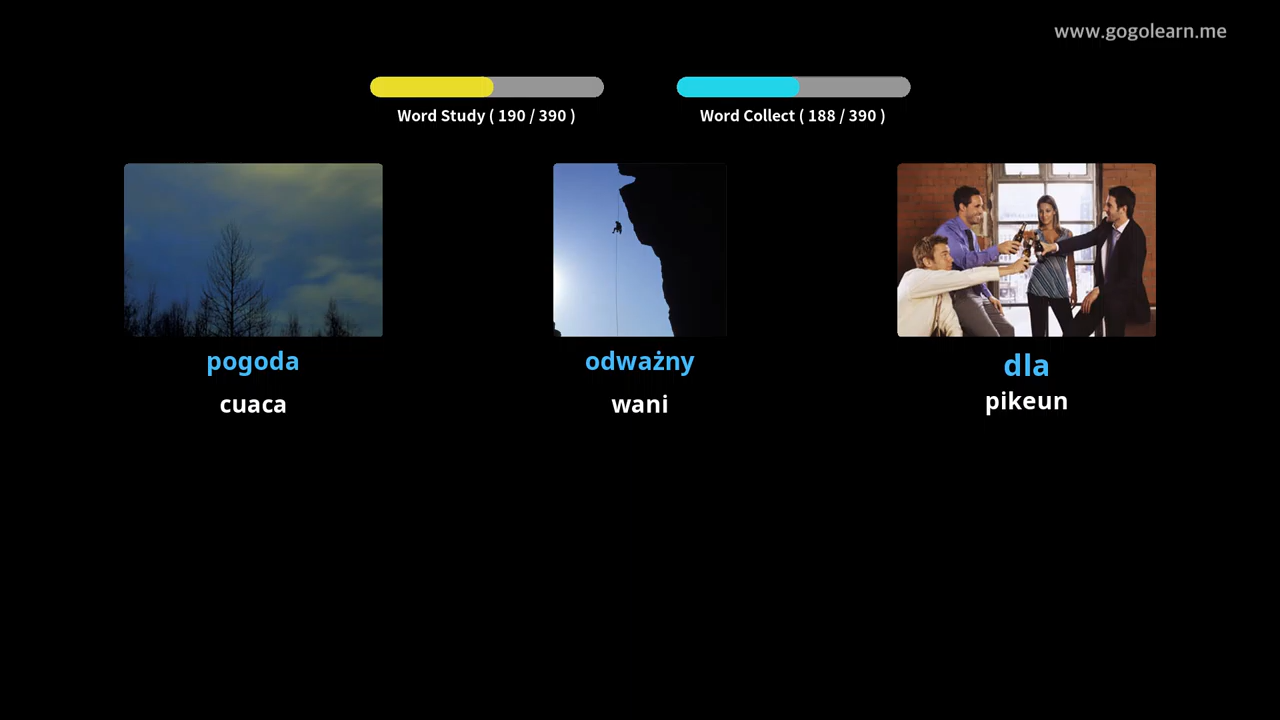 www.gogolearn.me
Word Study ( 190 / 390 )
Word Collect ( 188 / 390 )
pogoda
cuaca
odważny
wani
dla
pikeun